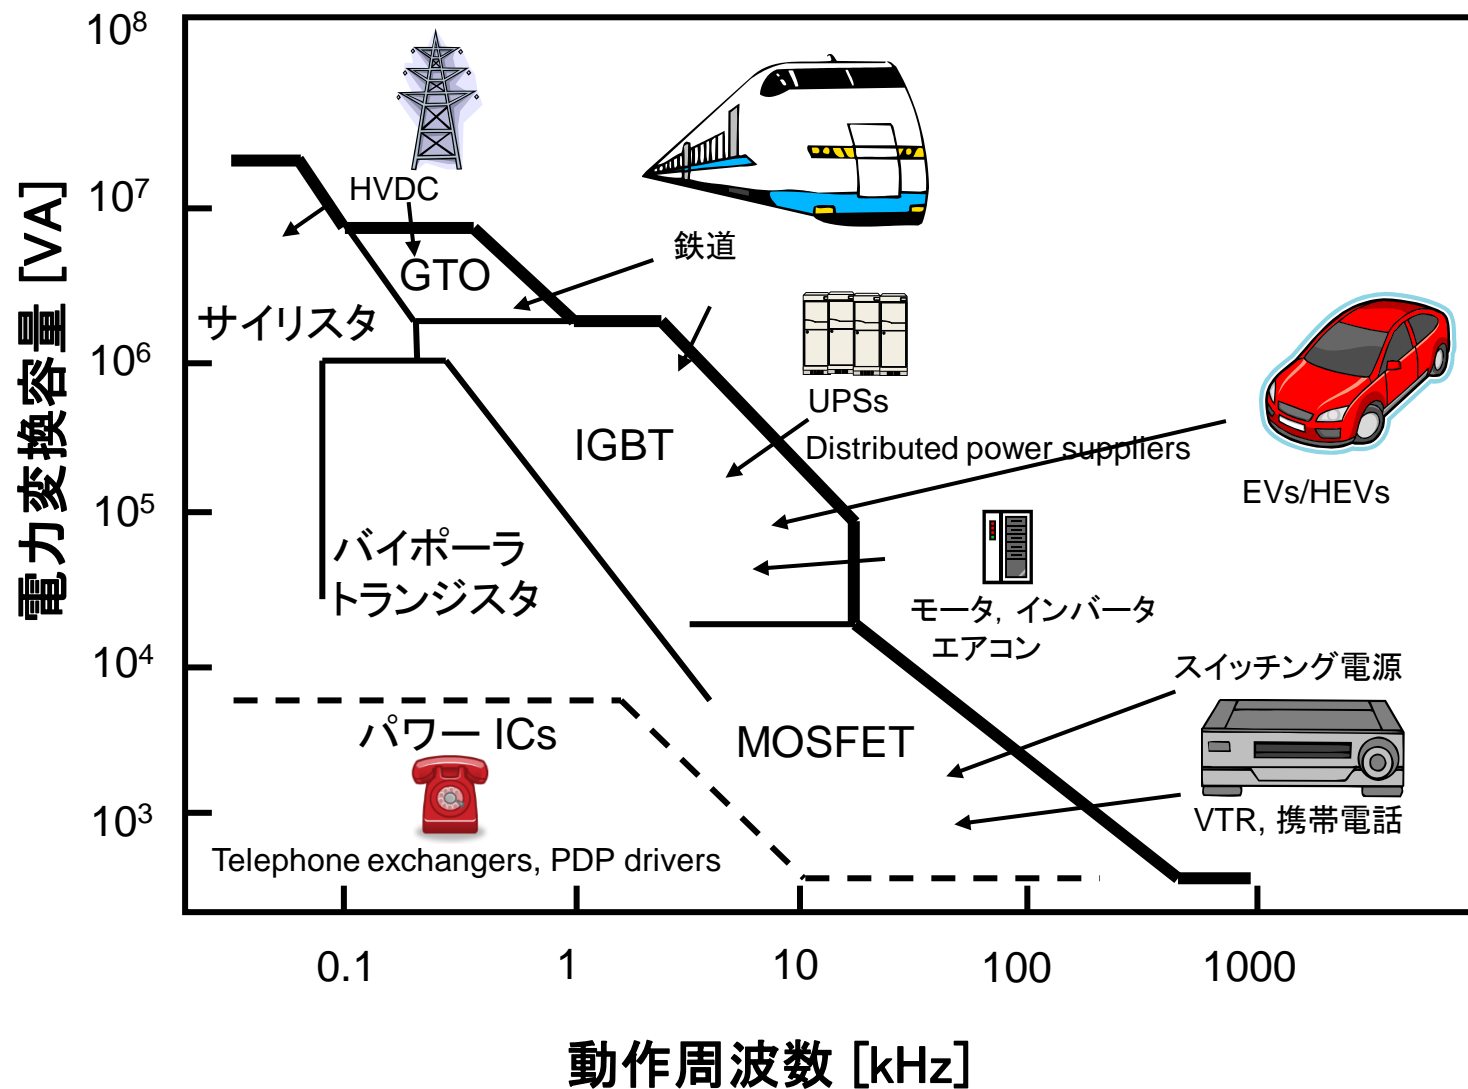 10⁸
HVDC
10⁷
鉄道
GTO
サイリスタ
10⁶
UPSs
IGBT
Distributed power suppliers
EVs/HEVs
10⁵
バイポーラ
トランジスタ
モータ, インバータ
エアコン
10⁴
スイッチング電源
パワー ICs
MOSFET
10³
VTR, 携帯電話
Telephone exchangers, PDP drivers
電力変換容量 [VA]
0.1 1 10 100 1000
動作周波数 [kHz]